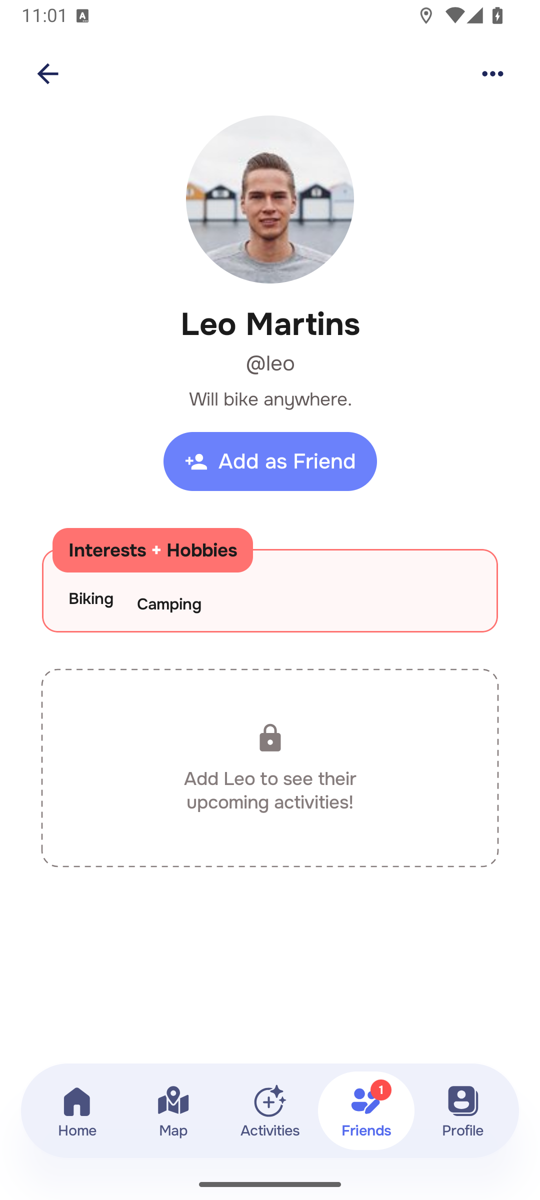 11:01
Leo Martins
@leo
Will bike anywhere.
Add as Friend
Interests + Hobbies
Biking Camping
Add Leo to see their
upcoming activities!
1
Home Map Activities Friends Profile